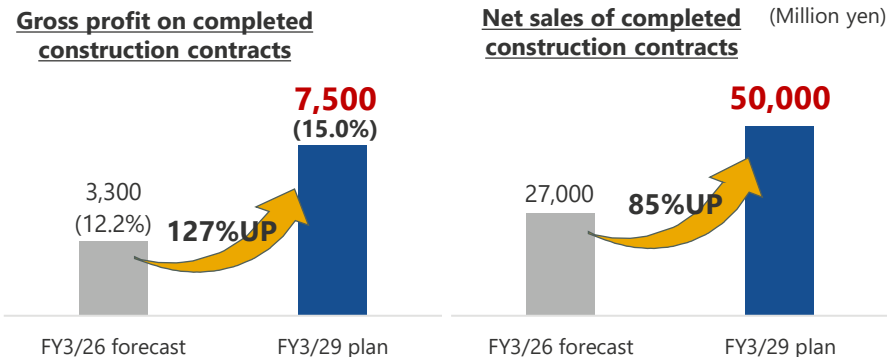 Gross profit on completed
construction contracts
7,500
(15.0%)
3,300
(12.2%)
127%UP
FY3/26 forecast
FY3/29 plan
Net sales of completed
construction contracts
(Million yen)
50,000
27,000
85%UP
FY3/26 forecast
FY3/29 plan